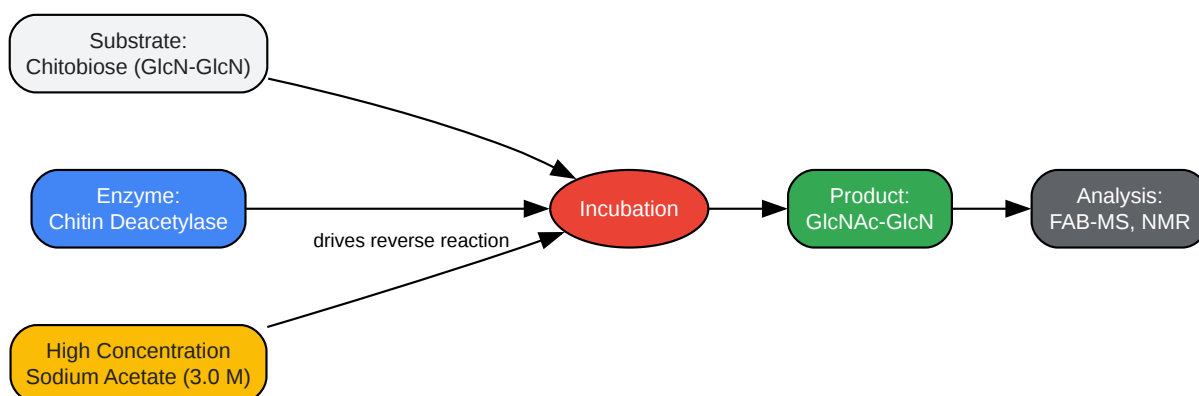 Substrate:
Chitobiose (GlcN-GlcN)
Enzyme:
Chitin Deacetylase
drives reverse reaction
High Concentration
Sodium Acetate (3.0 M)
Incubation
Product:
GlcNAc-GlcN
Analysis:
FAB-MS, NMR